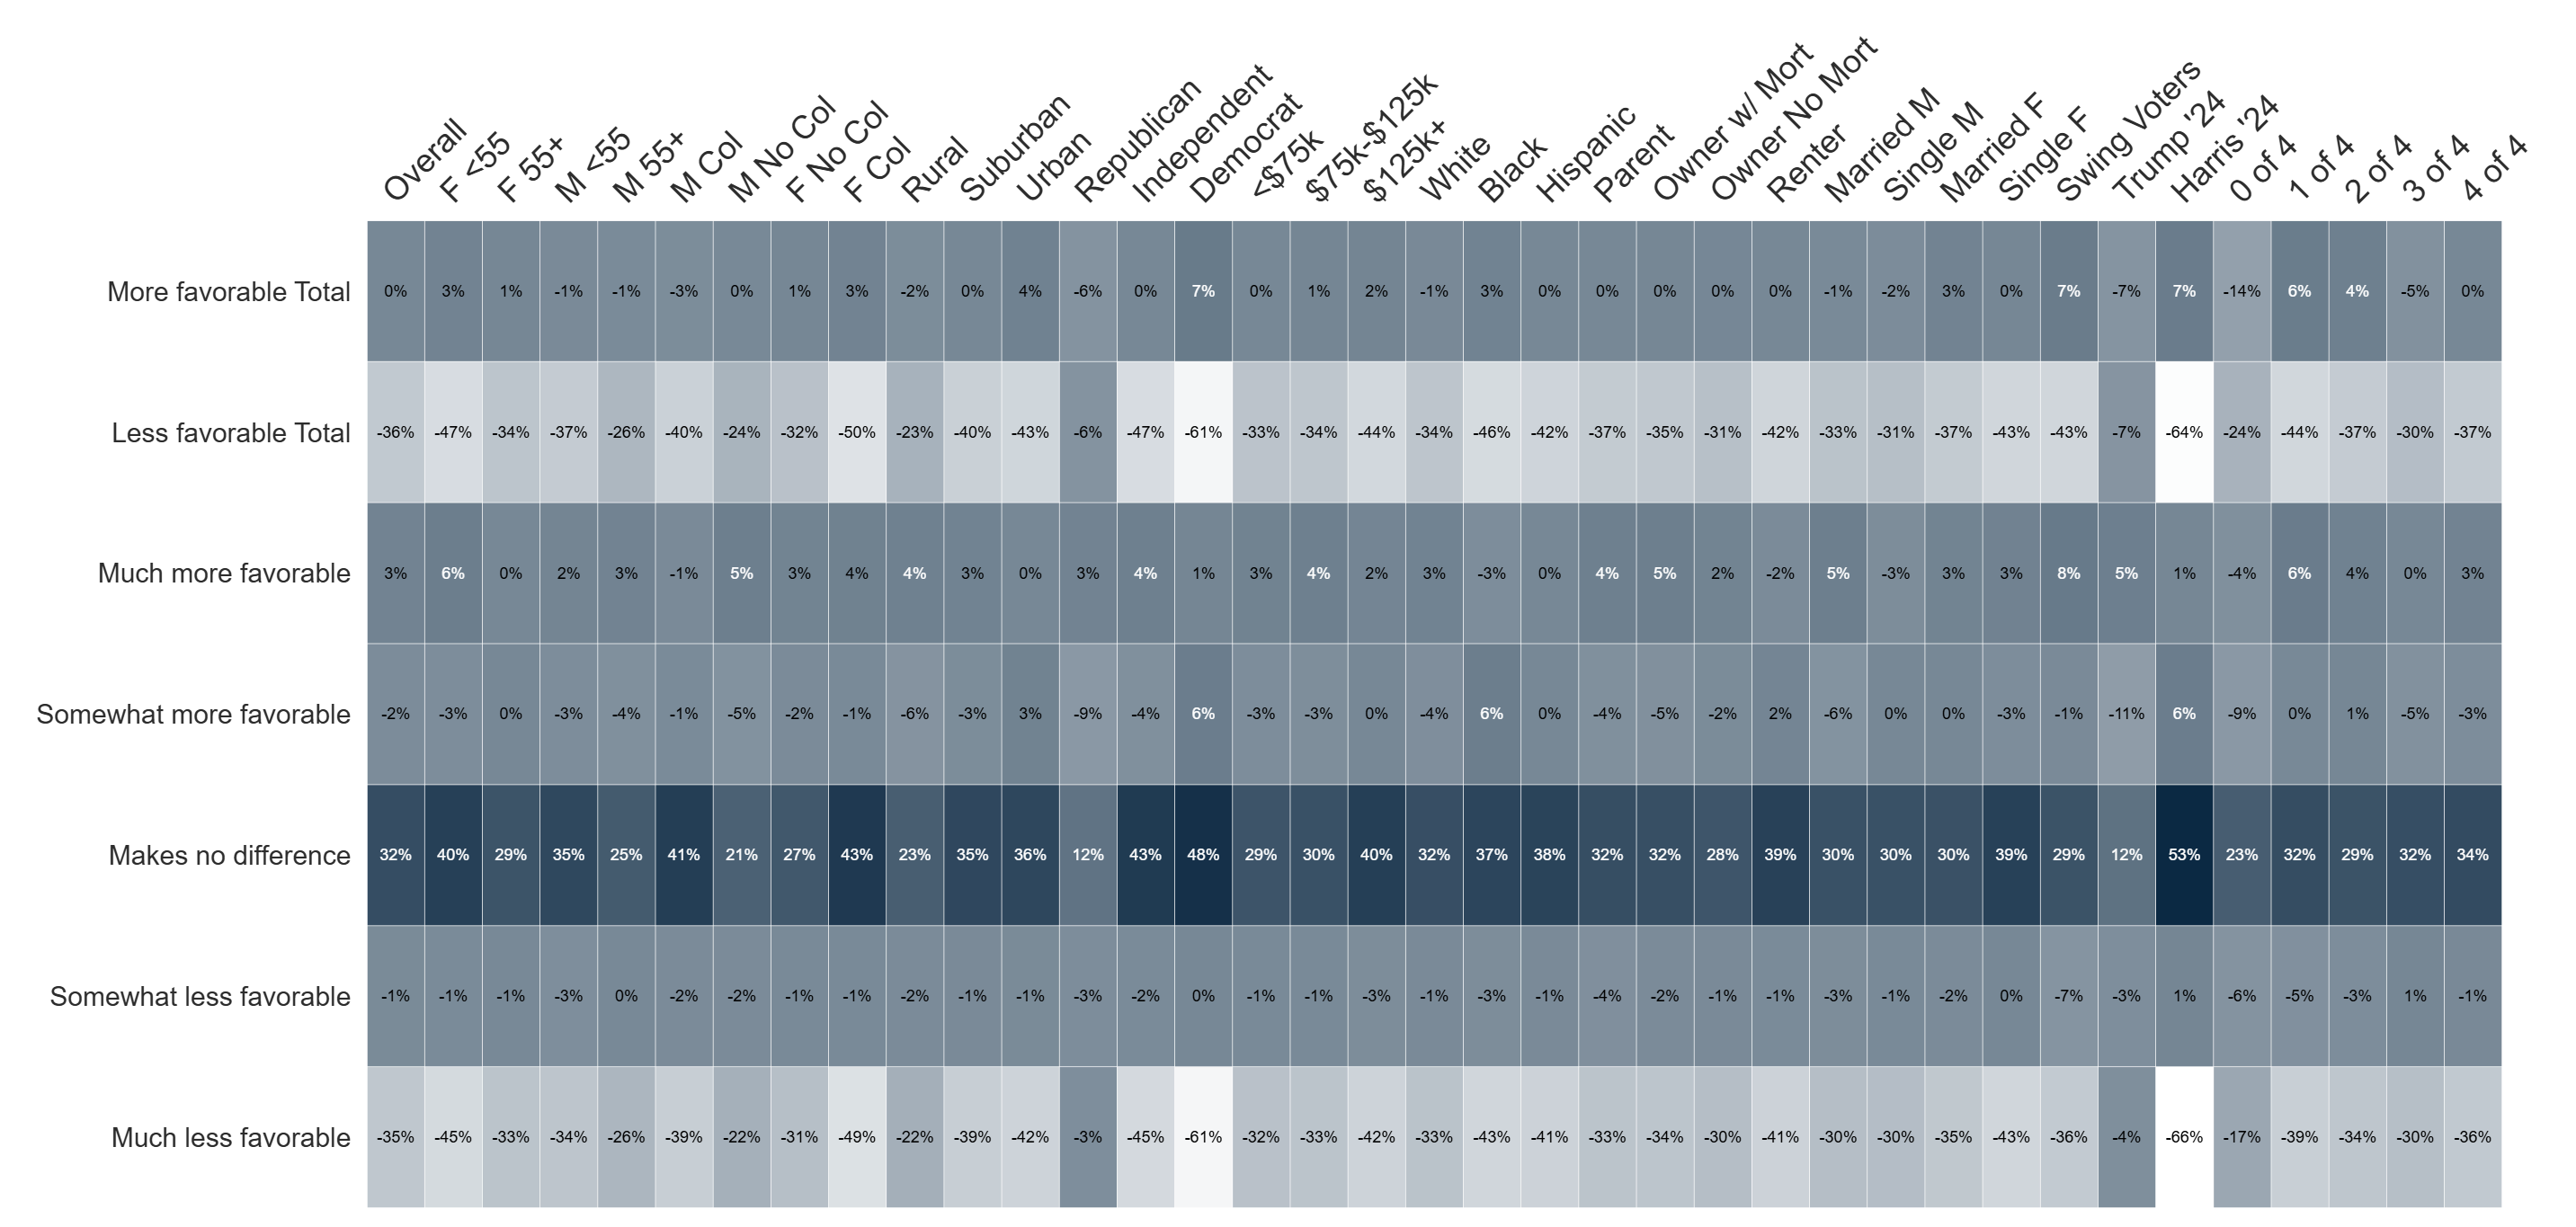 Overall F <55 F 55+ M <55 M 55+ M Col M No Col F No Col F Col Rural Suburban Urban Republican Independent Democrat <$75k $75k-$125k $125k+ White Black Hispanic Parent Owner w/ Mort Owner No Mort Renter Married M Single M Married F Single F Swing Voters Trump '24 Harris '24 0 of 4 1 of 4 2 of 4 3 of 4 4 of 4
More favorable Total 0% 3% 1% -1% -1% -3% 0% 1% 3% -2% 0% 4% -6% 0% 7% 0% 1% 2% -1% 3% 0% 0% 0% 0% 0% -1% -2% 3% 0% 7% -7% 7% -14% 6% 4% -5% 0%
Less favorable Total -36% -47% -34% -37% -26% -40% -24% -32% -50% -23% -40% -43% -6% -47% -61% -33% -34% -44% -34% -46% -42% -37% -35% -31% -42% -33% -31% -37% -43% -43% -7% -64% -24% -44% -37% -30% -37%
Much more favorable 3% 6% 0% 2% 3% -1% 5% 3% 4% 4% 3% 0% 3% 4% 1% 3% 4% 2% 3% -3% 0% 4% 5% 2% -2% 5% -3% 3% 3% 8% 5% 1% -4% 6% 4% 0% 3%
Somewhat more favorable -2% -3% 0% -3% -4% -1% -5% -2% -1% -6% -3% 3% -9% -4% 6% -3% -3% 0% -4% 6% 0% -4% -5% -2% 2% -6% 0% 0% -3% -1% -11% 6% -9% 0% 1% -5% -3%
Makes no difference 32% 40% 29% 35% 25% 41% 21% 27% 43% 23% 35% 36% 12% 43% 48% 29% 30% 40% 32% 37% 38% 32% 32% 28% 39% 30% 30% 30% 39% 29% 12% 53% 23% 32% 29% 32% 34%
Somewhat less favorable -1% -1% -1% -3% 0% -2% -2% -1% -1% -2% -1% -1% -3% -2% 0% -1% -1% -3% -1% -3% -1% -4% -2% -1% -1% -3% -1% -2% 0% -7% -3% 1% -6% -5% -3% 1% -1%
Much less favorable -35% -45% -33% -34% -26% -39% -22% -31% -49% -22% -39% -42% -3% -45% -61% -32% -33% -42% -33% -43% -41% -33% -34% -30% -41% -30% -30% -35% -43% -36% -4% -66% -17% -39% -34% -30% -36%